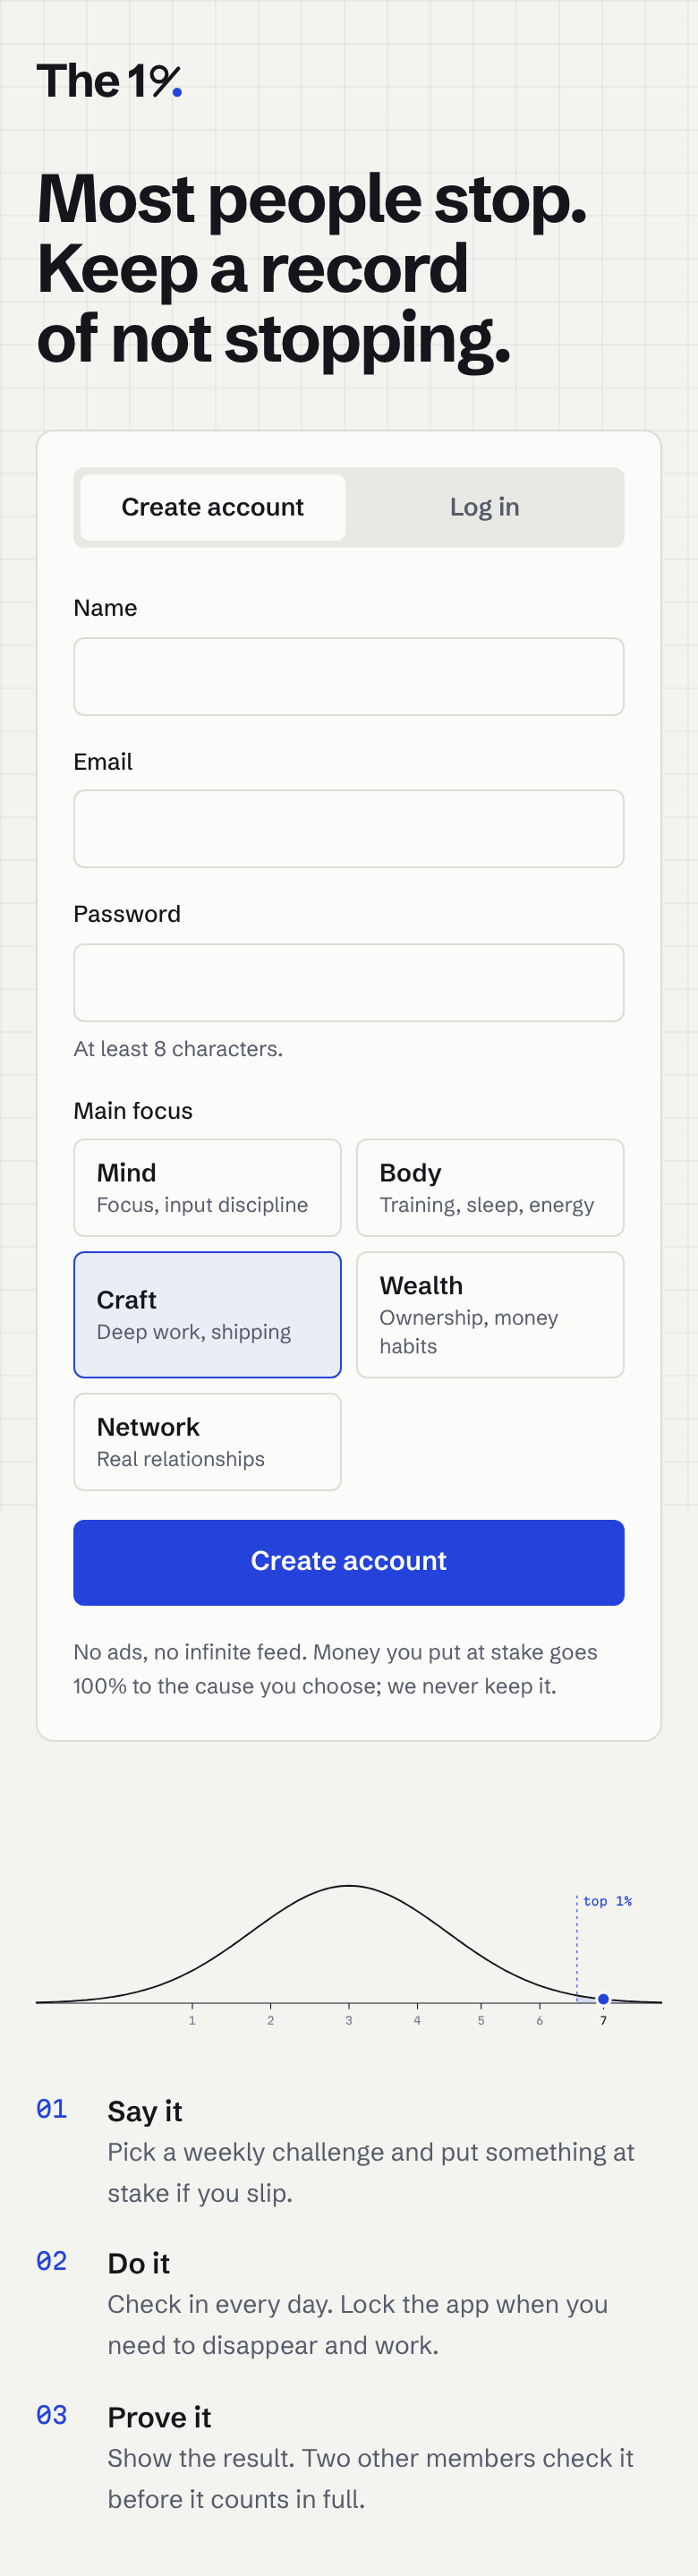 The 1%
Most people stop.
Keep a record
of not stopping.
Create account
Log in
Name
Email
Password
At least 8 characters.
Main focus
Mind
Focus, input discipline
Body
Training, sleep, energy
Craft
Deep work, shipping
Wealth
Ownership, money
habits
Network
Real relationships
Create account
No ads, no infinite feed. Money you put at stake goes
100% to the cause you choose; we never keep it.
top 1%
1 2 3 4 5 6 7
01 Say it
Pick a weekly challenge and put something at
stake if you slip.
02 Do it
Check in every day. Lock the app when you
need to disappear and work.
03 Prove it
Show the result. Two other members check it
before it counts in full.